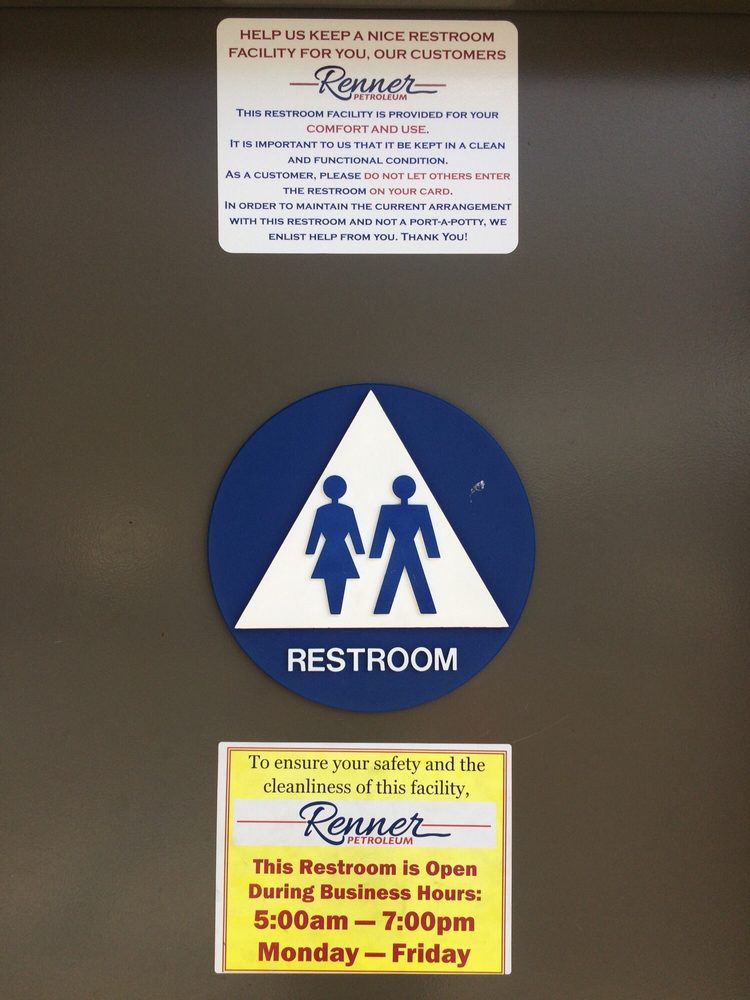 HELP US KEEP A NICE RESTROOM
FACILITY FOR YOU, OUR CUSTOMERS
Renner
PETROLEUM
THIS RESTROOM FACILITY IS PROVIDED FOR YOUR
COMFORT AND USE.
IT IS IMPORTANT TO US THAT IT BE KEPT IN A CLEAN
AND FUNCTIONAL CONDITION.
AS A CUSTOMER, PLEASE DO NOT LET OTHERS ENTER
THE RESTROOM ON YOUR CARD.
IN ORDER TO MAINTAIN THE CURRENT ARRANGEMENT
WITH THIS RESTROOM AND NOT A PORT-A-POTTY, WE
ENLIST HELP FROM YOU. THANK YOU!
RESTROOM
To ensure your safety and the
cleanliness of this facility,
Renner
PETROLEUM
This Restroom is Open
During Business Hours:
5:00am — 7:00pm
Monday — Friday